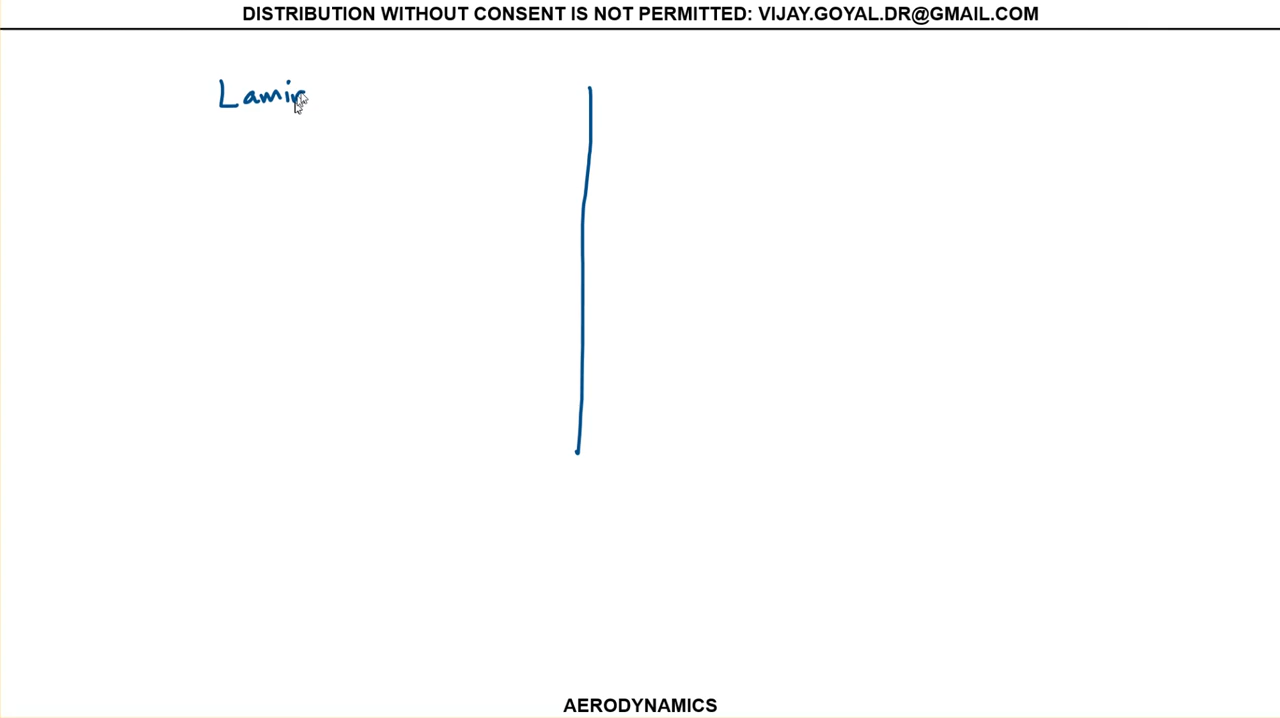 DISTRIBUTION WITHOUT CONSENT IS NOT PERMITTED: VIJAY.GOYAL.DR@GMAIL.COM
Lamin
AERODYNAMICS